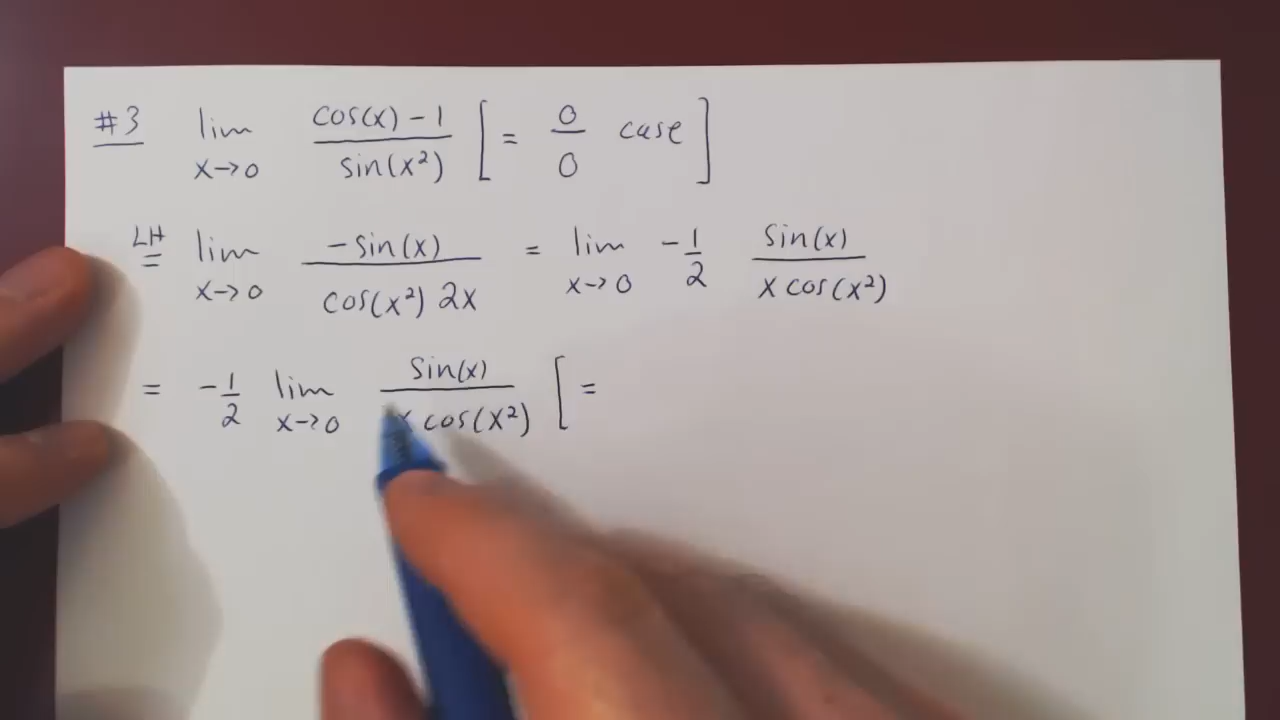 #3 lim x→0 cos(x) - 1 / sin(x²) [ = 0/0 case ]
LH = lim x→0 -sin(x) / cos(x²) 2x = lim x→0 -1/2 sin(x) / x cos(x²)
= -1/2 lim x→0 sin(x) / x cos(x²) [ =